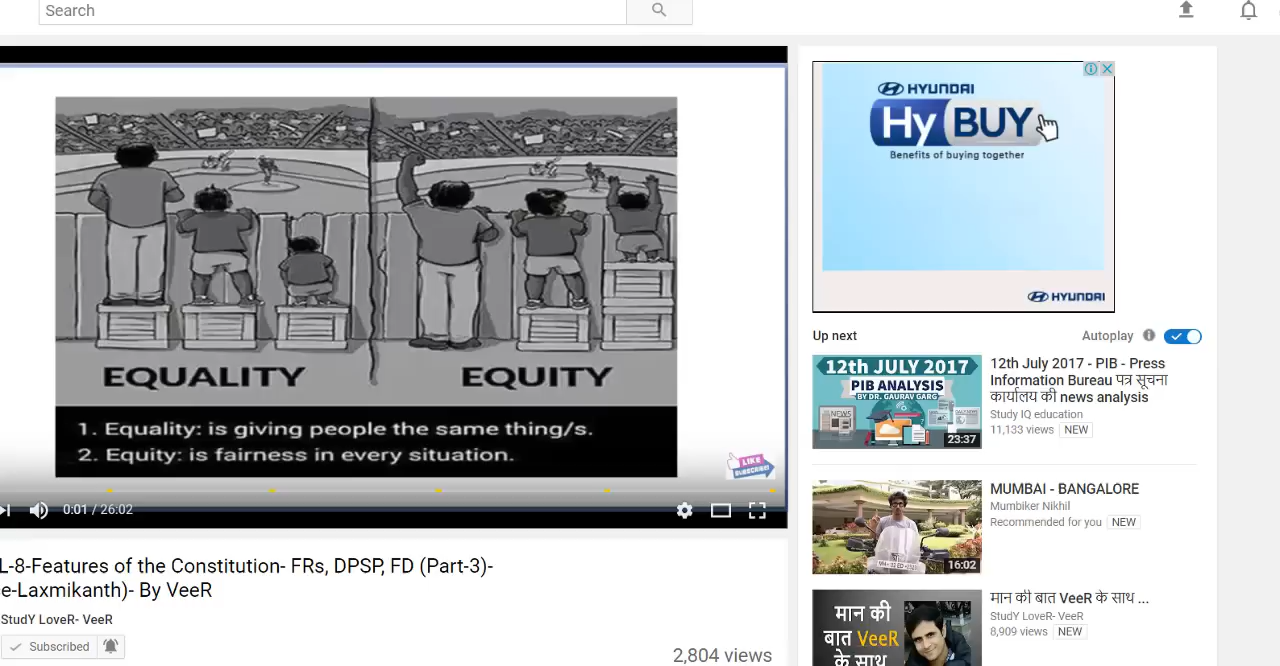 Search
EQUALITY
EQUITY
1. Equality: is giving people the same thing/s.
2. Equity: is fairness in every situation.
LIKE
SUBSCRIBE!
0:01 / 26:02
L-8-Features of the Constitution- FRs, DPSP, FD (Part-3)-
e-Laxmikanth)- By VeeR
StudY LoveR- VeeR
Subscribed
2,804 views
HYUNDAI
Hy BUY
Benefits of buying together
HYUNDAI
Up next
Autoplay
12th JULY 2017
PIB ANALYSIS
BY DR. GAURAV GARG
NEWS
23:37
12th July 2017 - PIB - Press
Information Bureau पत्र सूचना
कार्यालय की news analysis
Study IQ education
11,133 views NEW
16:02
MUMBAI - BANGALORE
Mumbiker Nikhil
Recommended for you NEW
मान की
बात VeeR
के साथ
मान की बात VeeR के साथ ...
StudY LoveR- VeeR
8,909 views NEW